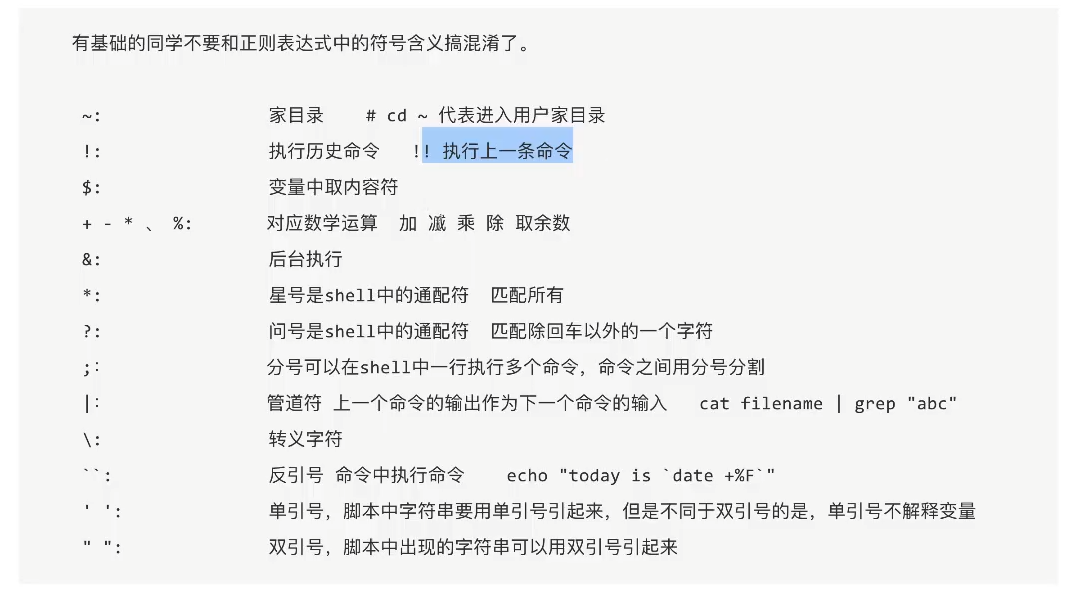 有基础的同学不要和正则表达式中的符号含义搞混淆了。
~: 家目录 # cd ~ 代表进入用户家目录
!: 执行历史命令 !! 执行上一条命令
$: 变量中取内容符
+ - * 、 %: 对应数学运算 加 减 乘 除 取余数
&: 后台执行
*: 星号是shell中的通配符 匹配所有
?: 问号是shell中的通配符 匹配除回车以外的一个字符
;: 分号可以在shell中一行执行多个命令，命令之间用分号分割
|: 管道符 上一个命令的输出作为下一个命令的输入 cat filename | grep "abc"
\: 转义字符
``: 反引号 命令中执行命令 echo "today is `date +%F`"
' ': 单引号，脚本中字符串要用单引号引起来，但是不同于双引号的是，单引号不解释变量
" ": 双引号，脚本中出现的字符串可以用双引号引起来